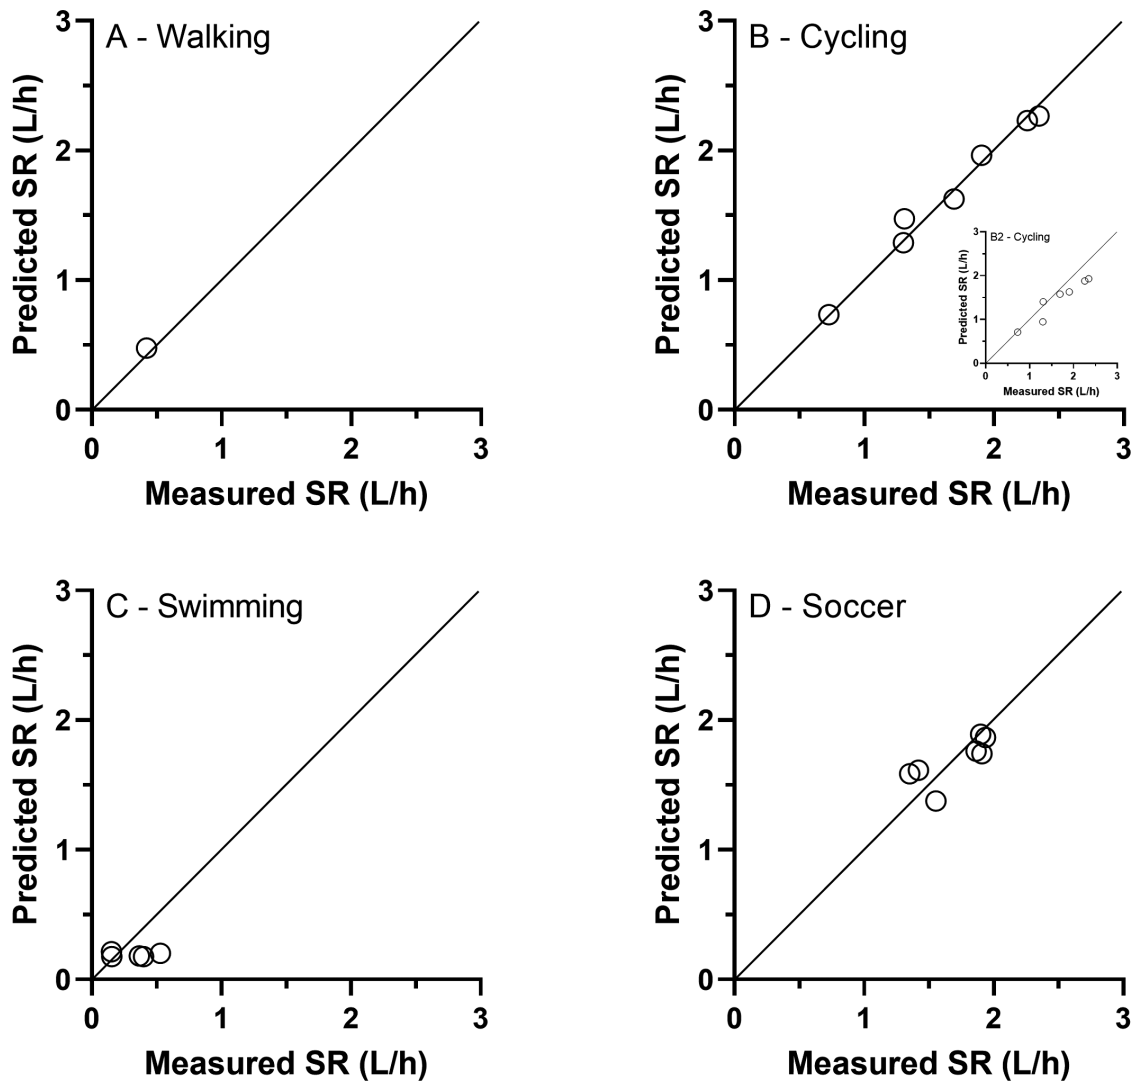 A - Walking
Predicted SR (L/h)
3
2
1
0
0 1 2 3
Measured SR (L/h)
B - Cycling
Predicted SR (L/h)
3
2
1
0
0 1 2 3
Measured SR (L/h)
B2 - Cycling
Predicted SR (L/h)
3
2
1
0
0 1 2 3
Measured SR (L/h)
C - Swimming
Predicted SR (L/h)
3
2
1
0
0 1 2 3
Measured SR (L/h)
D - Soccer
Predicted SR (L/h)
3
2
1
0
0 1 2 3
Measured SR (L/h)